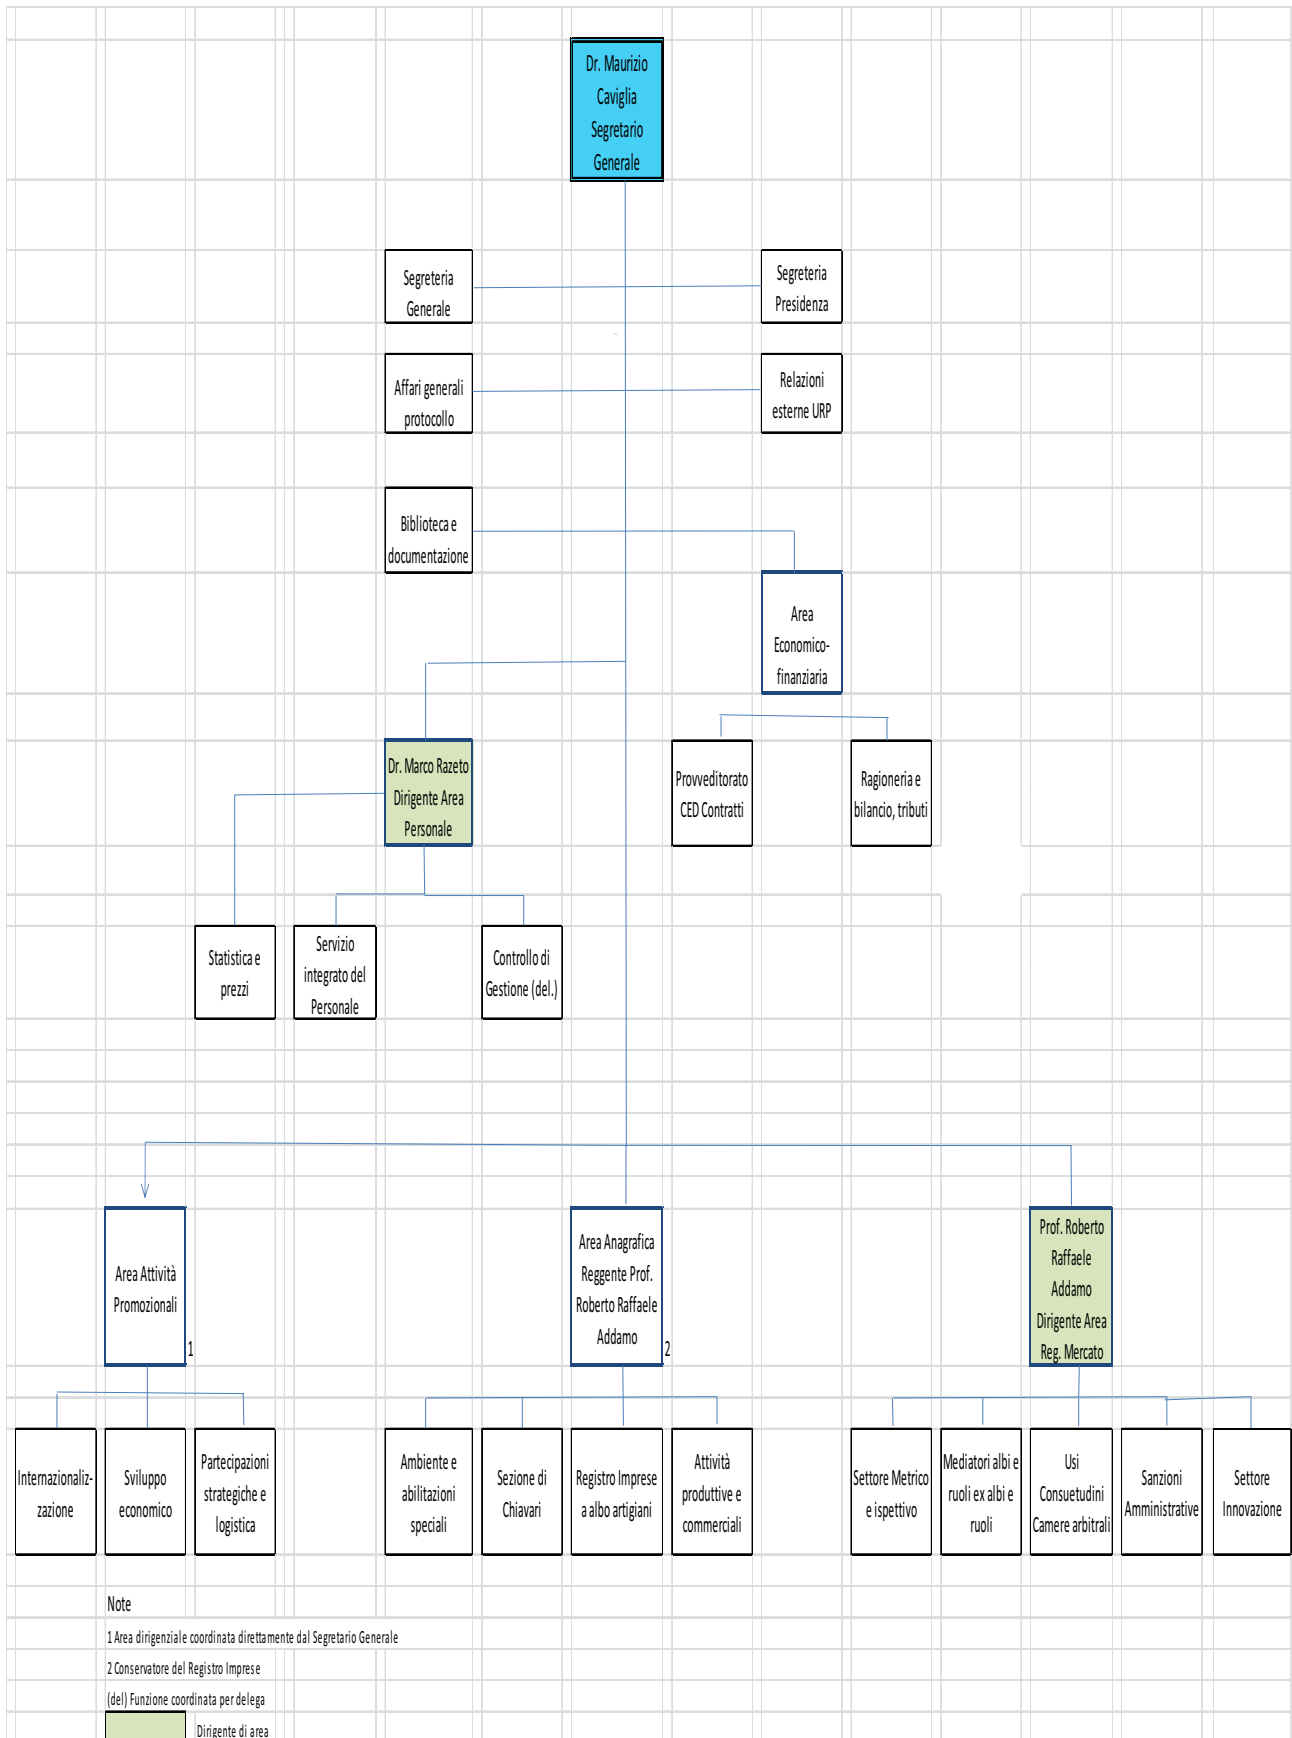 Dr. Maurizio
Caviglia
Segretario
Generale
Segreteria
Generale
Segreteria
Presidenza
Affari generali
protocollo
Relazioni
esterne URP
Biblioteca e
documentazione
Area
Economico-
finanziaria
Dr. Marco Razeto
Dirigente Area
Personale
Provveditorato
CED Contratti
Ragioneria e
bilancio, tributi
Statistica e
prezzi
Servizio
integrato del
Personale
Controllo di
Gestione (del.)
Area Attività
Promozionali
1
Area Anagrafica
Reggente Prof.
Roberto Raffaele
Addamo
2
Prof. Roberto
Raffaele
Addamo
Dirigente Area
Reg. Mercato
Internazionaliz-
zazione
Sviluppo
economico
Partecipazioni
strategiche e
logistica
Ambiente e
abilitazioni
speciali
Sezione di
Chiavari
Registro Imprese
a albo artigiani
Attività
produttive e
commerciali
Settore Metrico
e ispettivo
Mediatori albi e
ruoli ex albi e
ruoli
Usi
Consuetudini
Camere arbitrali
Sanzioni
Amministrative
Settore
Innovazione
Note
1 Area dirigenziale coordinata direttamente dal Segretario Generale
2 Conservatore del Registro Imprese
(del) Funzione coordinata per delega
Dirigente di area